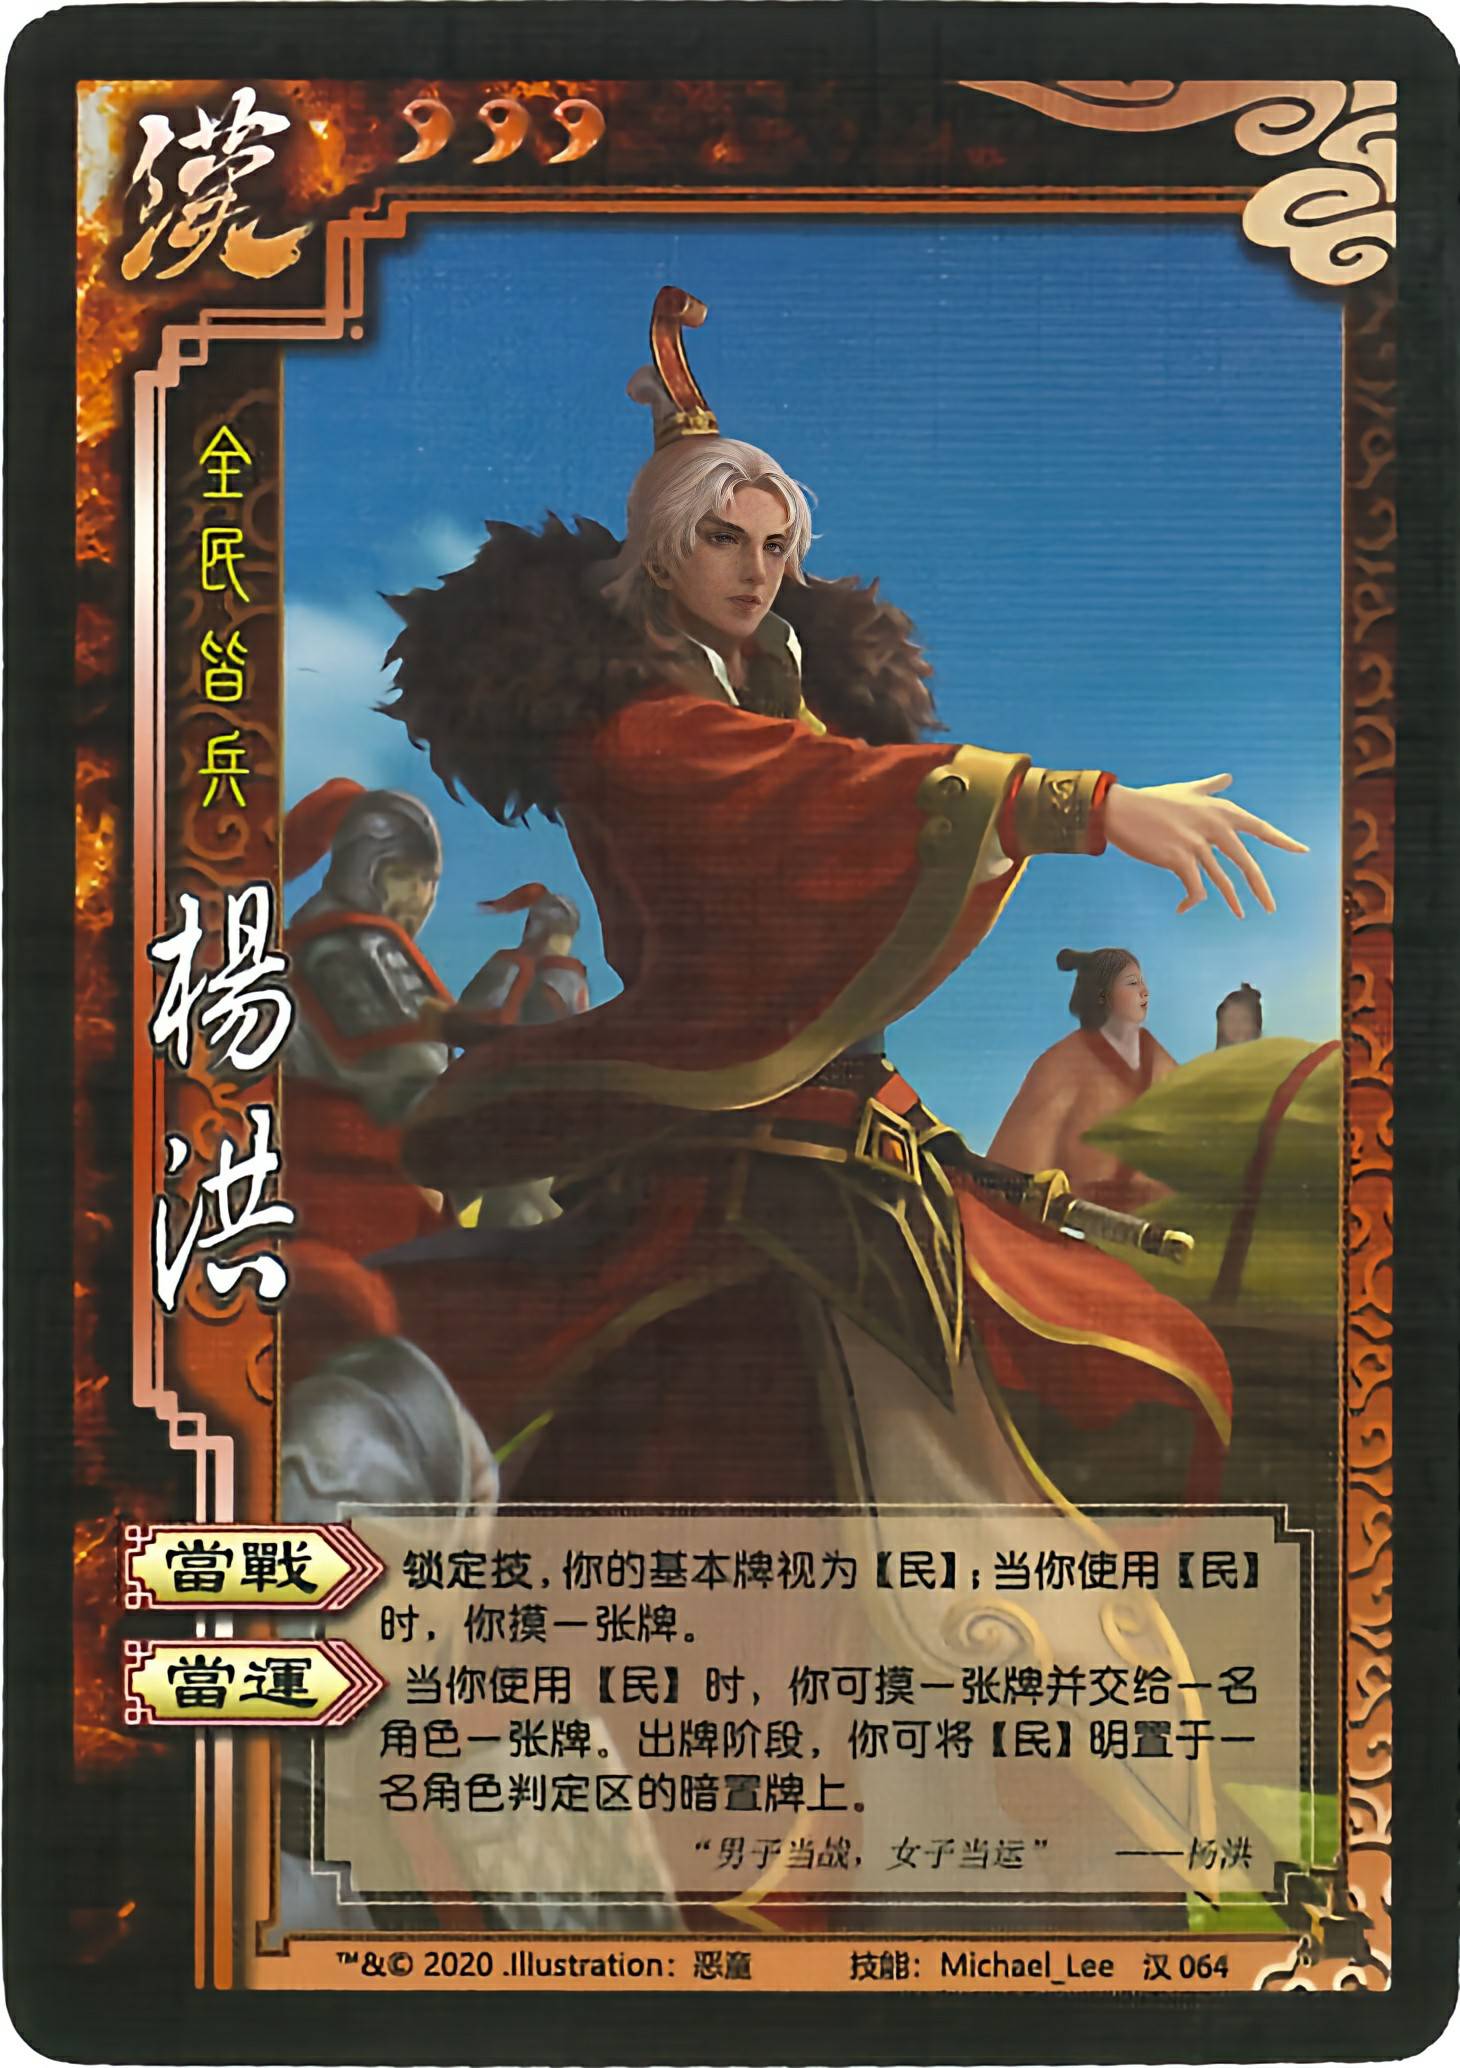 漢
全民皆兵
楊洪
當戰
锁定技，你的基本牌视为【民】；当你使用【民】
时，你摸一张牌。
當運
当你使用【民】时，你可摸一张牌并交给一名
角色一张牌。出牌阶段，你可将【民】明置于一
名角色判定区的暗置牌上。
“男子当战，女子当运” ——杨洪
™&© 2020 .Illustration：恶童 技能：Michael_Lee 汉 064